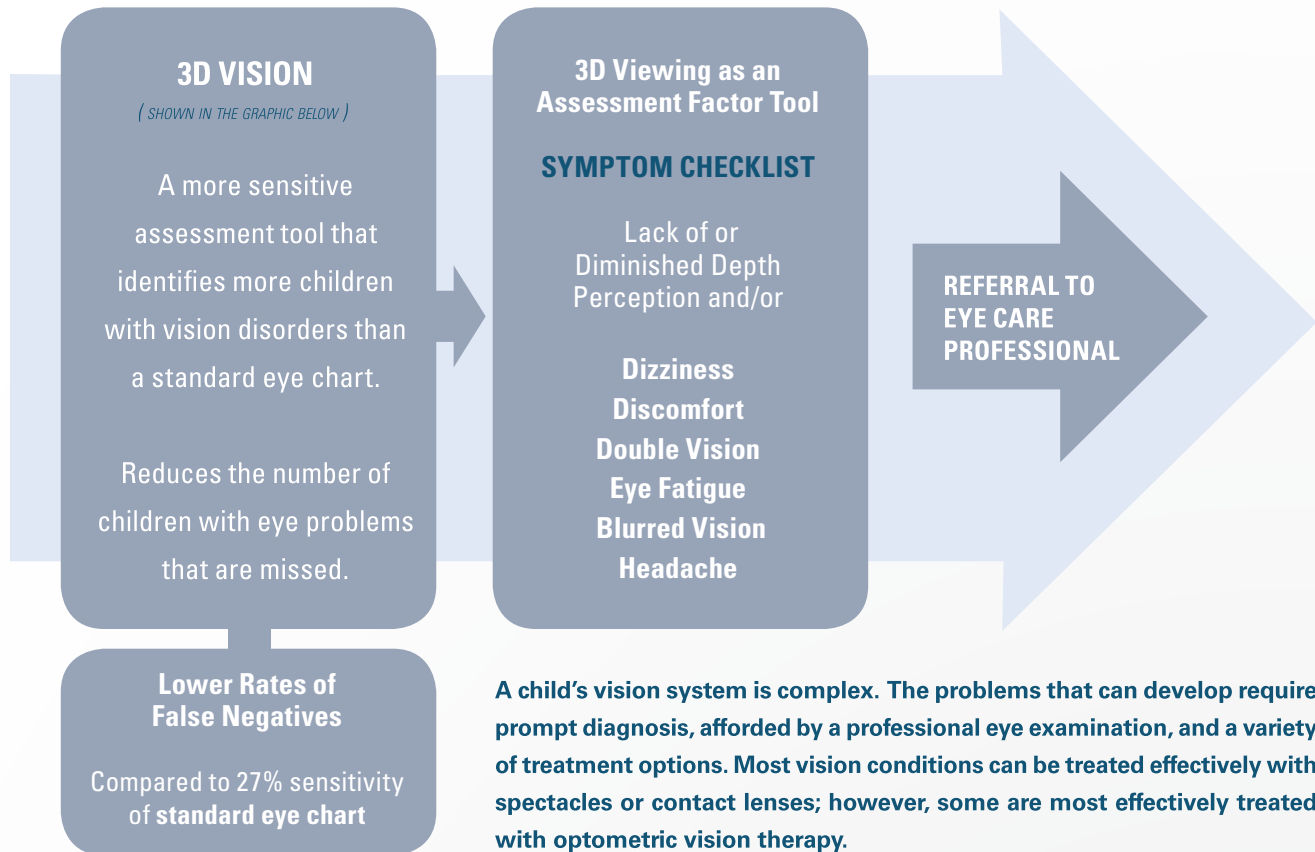 3D VISION
( SHOWN IN THE GRAPHIC BELOW )
A more sensitive
assessment tool that
identifies more children
with vision disorders than
a standard eye chart.
Reduces the number of
children with eye problems
that are missed.
Lower Rates of
False Negatives
Compared to 27% sensitivity
of standard eye chart
3D Viewing as an
Assessment Factor Tool
SYMPTOM CHECKLIST
Lack of or
Diminished Depth
Perception and/or
Dizziness
Discomfort
Double Vision
Eye Fatigue
Blurred Vision
Headache
REFERRAL TO
EYE CARE
PROFESSIONAL
A child’s vision system is complex. The problems that can develop require
prompt diagnosis, afforded by a professional eye examination, and a variety
of treatment options. Most vision conditions can be treated effectively with
spectacles or contact lenses; however, some are most effectively treated
with optometric vision therapy.